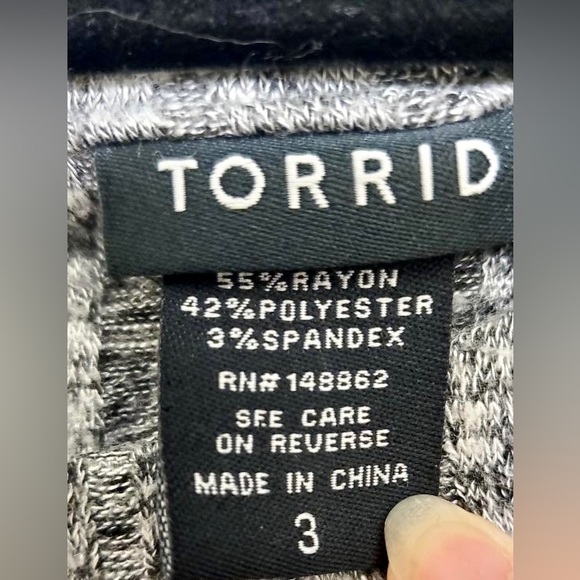 TORRID
55%RAYON
42%POLYESTER
3%SPANDEX
RN#148862
SEE CARE
ON REVERSE
MADE IN CHINA
3